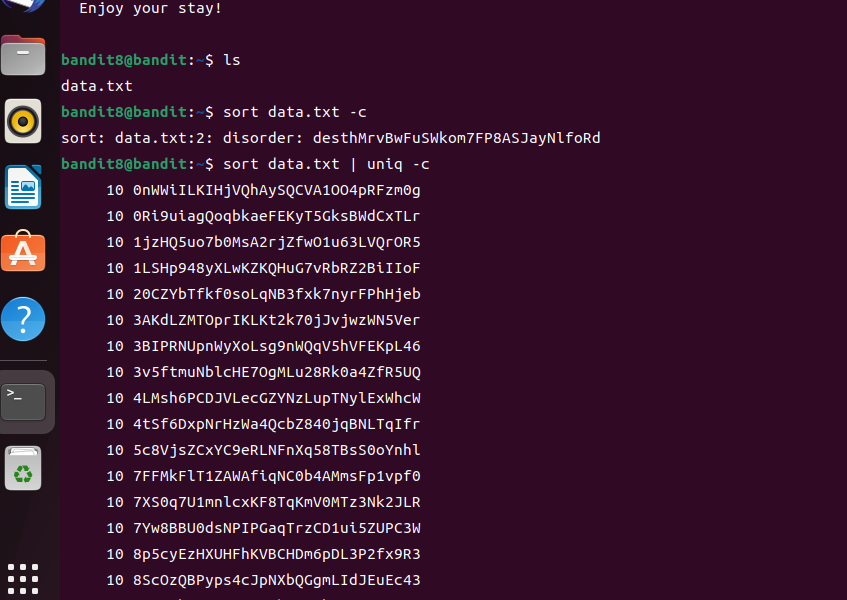 Enjoy your stay!
bandit8@bandit:~$ ls
data.txt
bandit8@bandit:~$ sort data.txt -c
sort: data.txt:2: disorder: desthMrvBwFuSWkom7FP8ASJayNlfoRd
bandit8@bandit:~$ sort data.txt | uniq -c
10 0nWWiILKIHjVQhAySQCVA1OO4pRFzm0g
10 0Ri9uiagQoqbkaeFEKyT5GksBWdCxTLr
10 1jzHQ5uo7b0MsA2rjZfwO1u63LVQrOR5
10 1LSHp948yXLwKZKQHuG7vRbRZ2BiIIoF
10 20CZYbTfkf0soLqNB3fxk7nyrFPhHjeb
10 3AKdLZMTOprIKLKt2k70jJvjwzWN5Ver
10 3BIPRNUpnWyXoLsg9nWQqV5hVFEKpL46
10 3v5ftmuNblcHE7OgMLu28Rk0a4ZfR5UQ
10 4LMsh6PCDJVLecGZYNzLupTNylExWhcW
10 4tSf6DxpNrHzWa4QcbZ840jqBNLTqIfr
10 5c8VjsZCxYC9eRLNFnXq58TBsS0oYnhl
10 7FFMkFlT1ZAWAfiqNC0b4AMmsFp1vpf0
10 7XS0q7U1mnlcxKF8TqKmV0MTz3Nk2JLR
10 7Yw8BBU0dsNPIPGaqTrzCD1ui5ZUPC3W
10 8p5cyEzHXUHFhKVBCHDm6pDL3P2fx9R3
10 8ScOzQBPyps4cJpNXbQGgmLIdJEuEc43